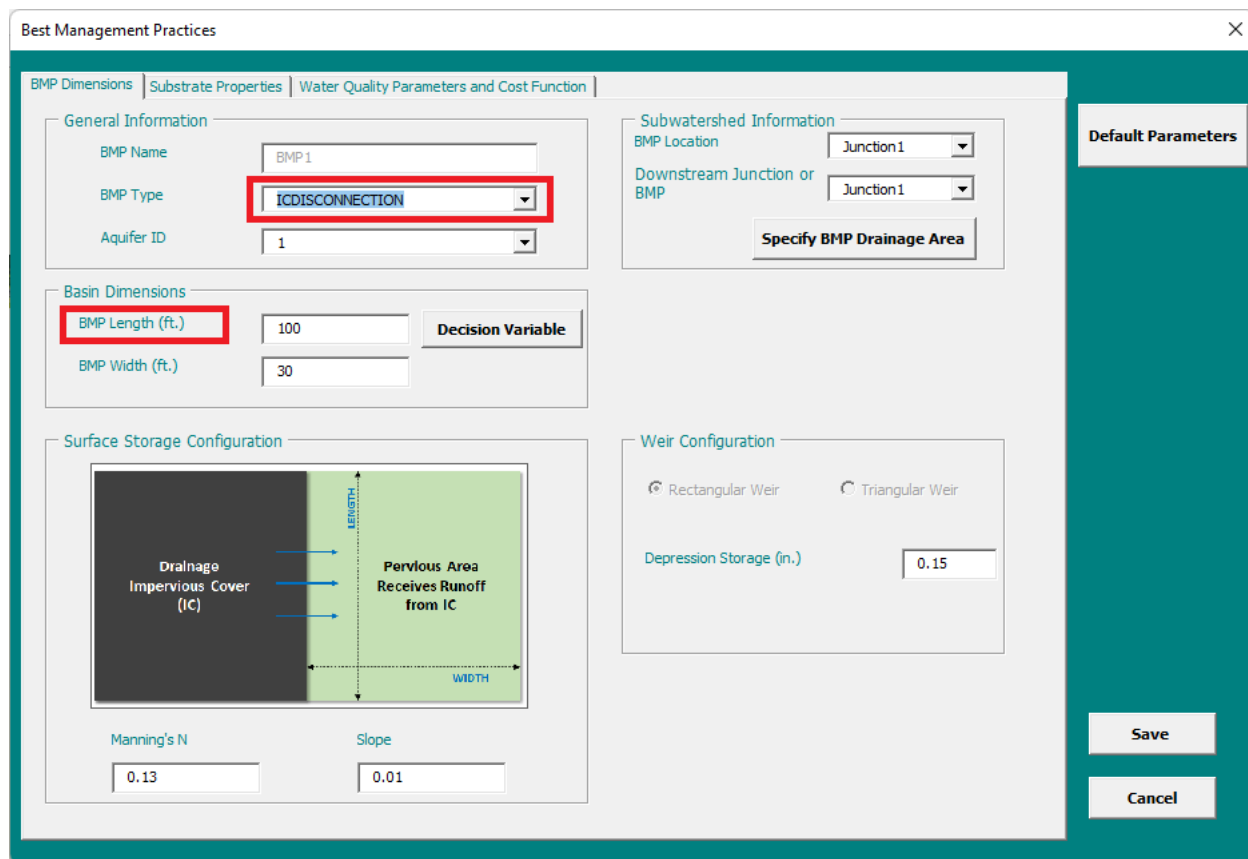 Best Management Practices
BMP Dimensions
Substrate Properties
Water Quality Parameters and Cost Function
Default Parameters
General Information
BMP Name
BMP1
BMP Type
ICDISCONNECTION
Aquifer ID
1
Subwatershed Information
BMP Location
Junction1
Downstream Junction or
BMP
Junction1
Specify BMP Drainage Area
Basin Dimensions
BMP Length (ft.)
100
Decision Variable
BMP Width (ft.)
30
Surface Storage Configuration
Drainage
Impervious Cover
(IC)
LENGTH
Pervious Area
Receives Runoff
from IC
WIDTH
Manning's N
0.13
Slope
0.01
Weir Configuration
Rectangular Weir
Triangular Weir
Depression Storage (in.)
0.15
Save
Cancel